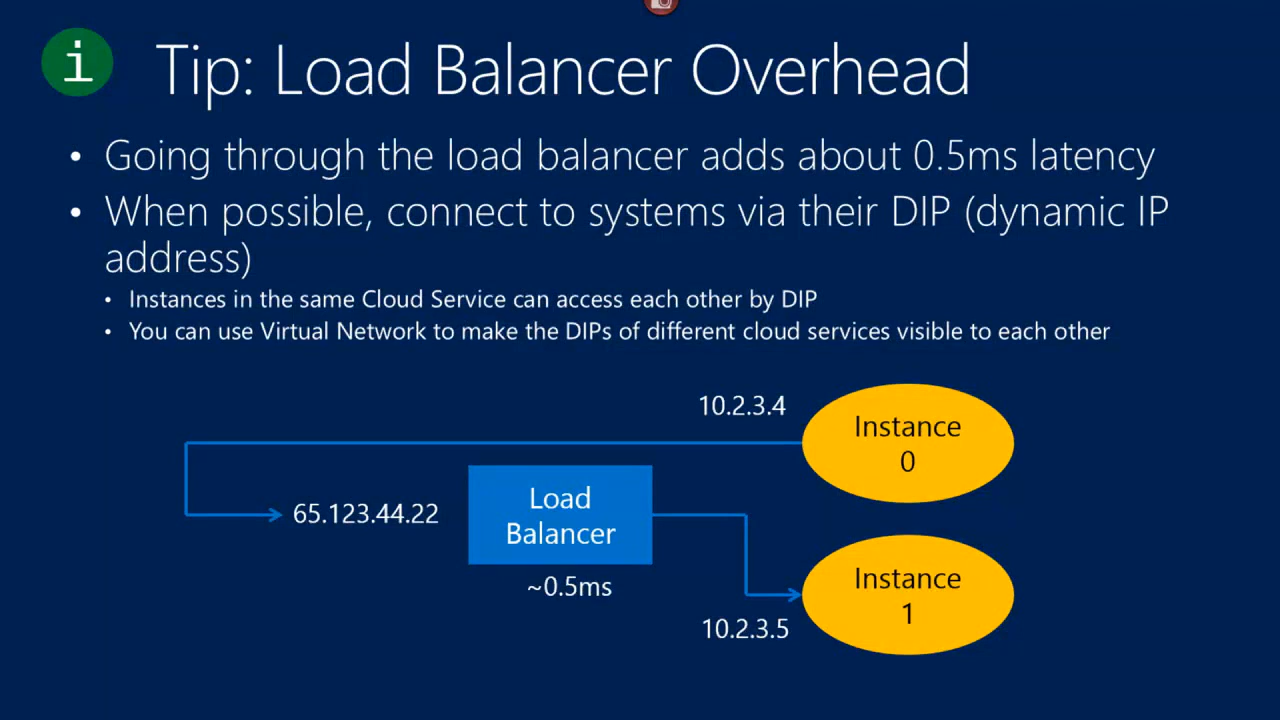 i
Tip: Load Balancer Overhead
• Going through the load balancer adds about 0.5ms latency
• When possible, connect to systems via their DIP (dynamic IP
address)
• Instances in the same Cloud Service can access each other by DIP
• You can use Virtual Network to make the DIPs of different cloud services visible to each other
10.2.3.4
Instance
0
65.123.44.22
Load
Balancer
~0.5ms
Instance
1
10.2.3.5